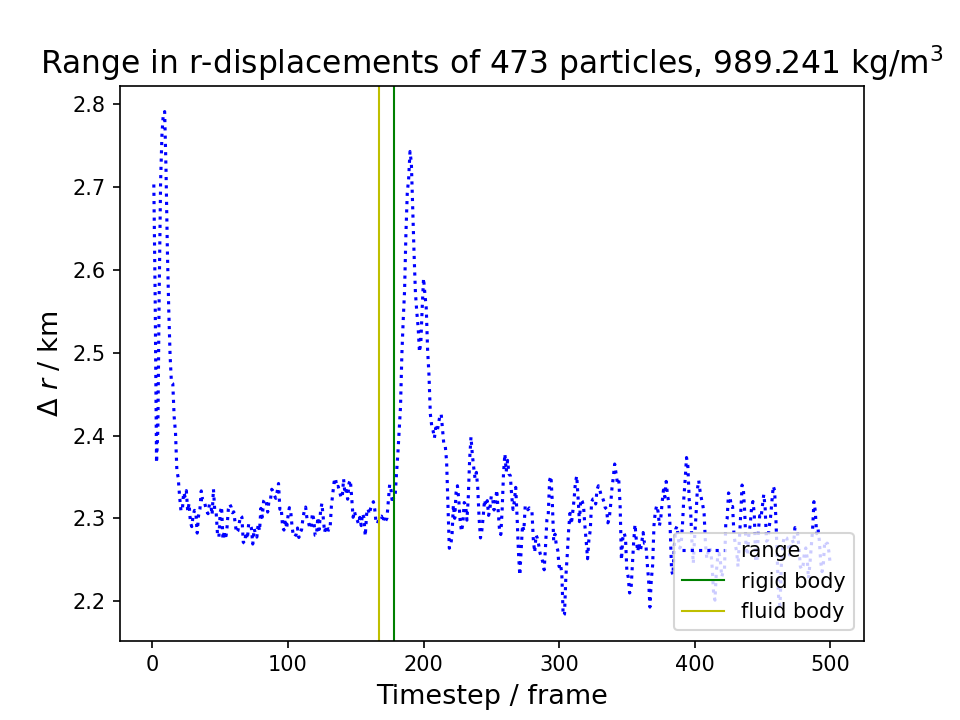 Range in r-displacements of 473 particles, 989.241 kg/m³
2.8
2.7
2.6
2.5
2.4
2.3
2.2
Δ r / km
0 100 200 300 400 500
Timestep / frame
range
rigid body
fluid body